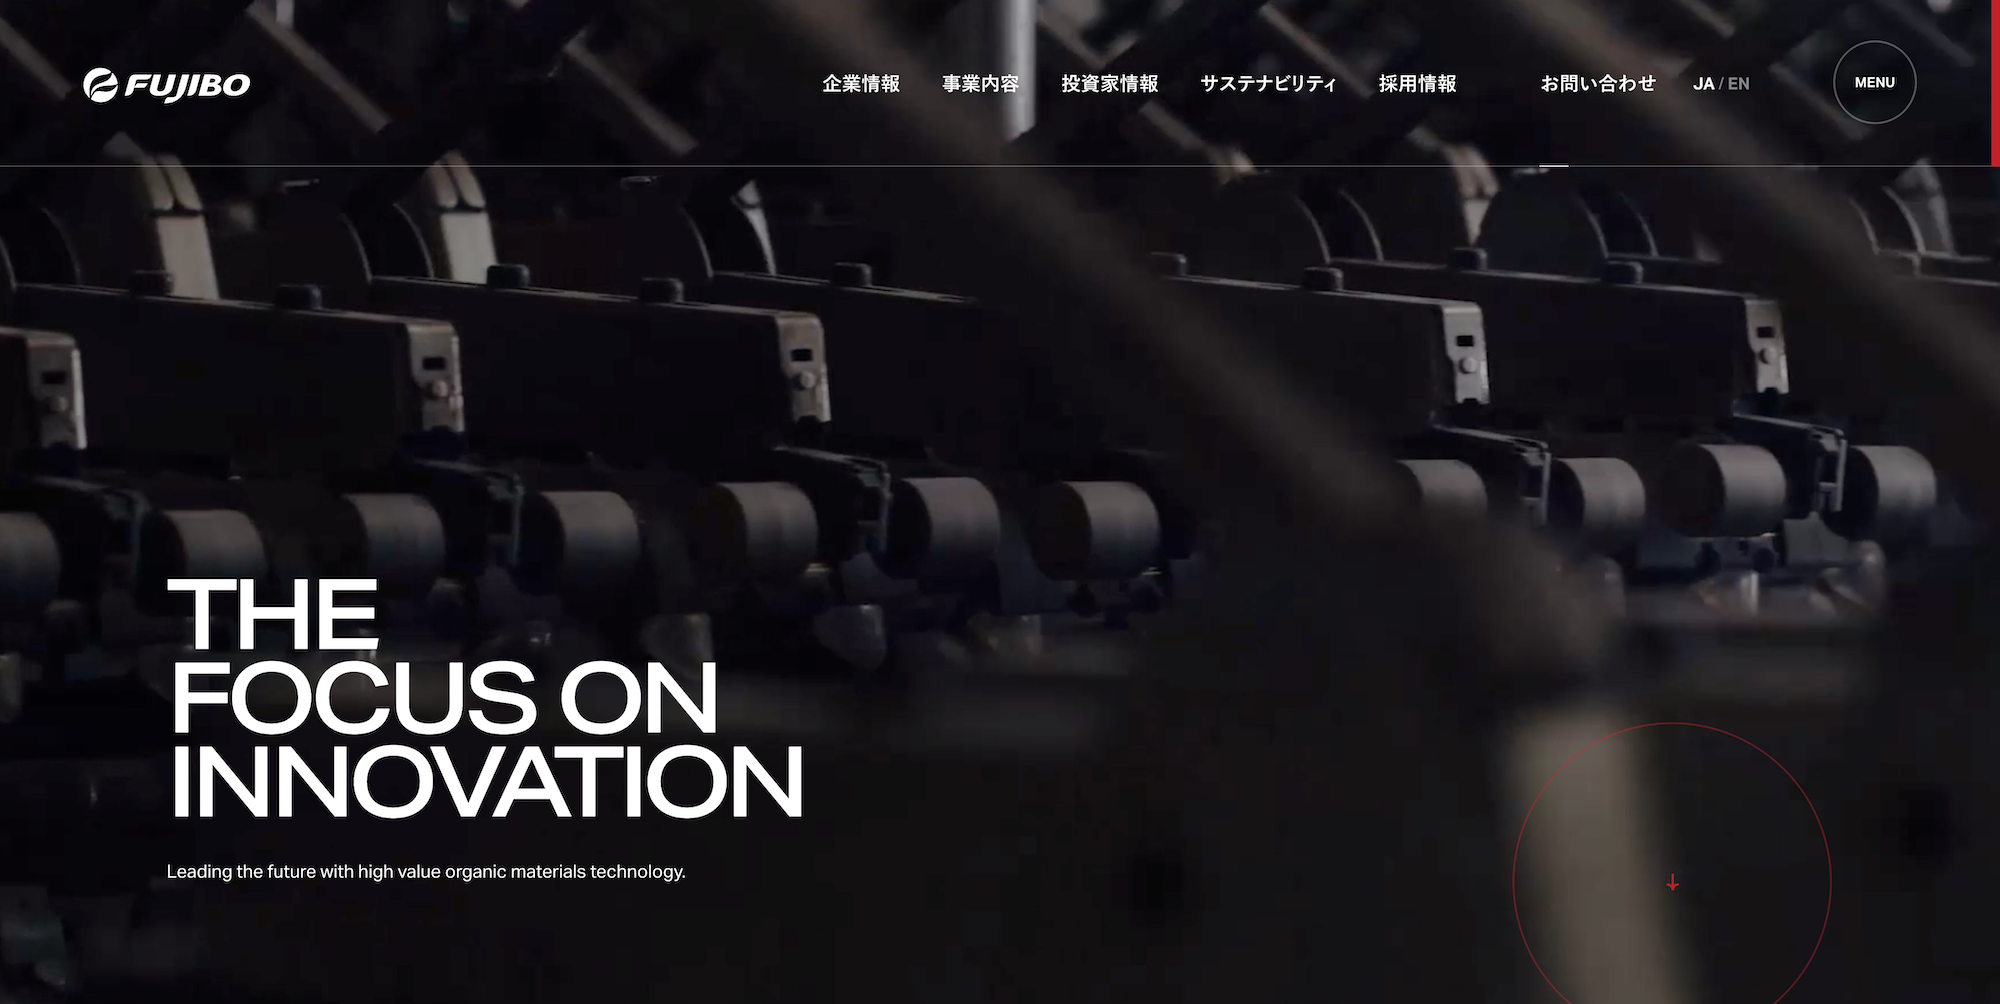 FUJIBO
企業情報 事業内容 投資家情報 サステナビリティ 採用情報 お問い合わせ JA / EN MENU
THE
FOCUS ON
INNOVATION
Leading the future with high value organic materials technology.